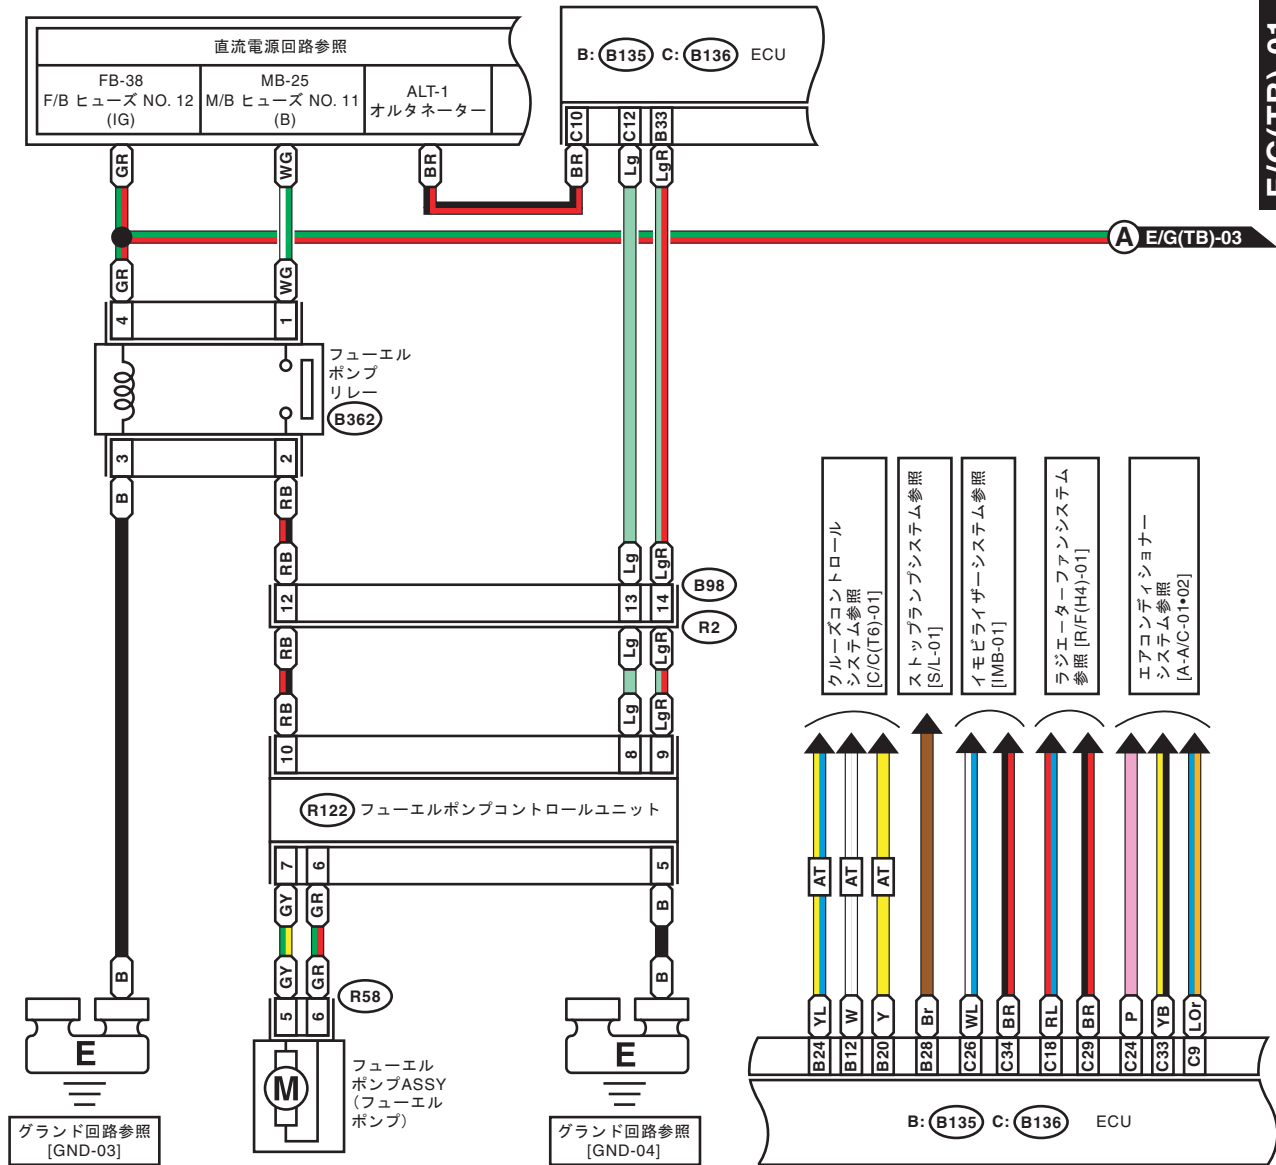 直流電源回路参照
FB-38
F/B ヒューズ NO. 12
(IG)
MB-25
M/B ヒューズ NO. 11
(B)
ALT-1
オルタネーター
B: B135 C: B136 ECU
C10
C12
B33
GR
WG
BR
BR
Lg
LgR
A E/G(TB)-03
GR
WG
4
1
フューエル
ポンプ
リレー
B362
3
2
B
RB
RB
Lg
LgR
B98
12
13
14
R2
RB
Lg
LgR
RB
Lg
LgR
10
8
9
R122 フューエルポンプコントロールユニット
7
6
5
GY
GR
B
B
GY
GR
B
R58
5
6
E
E
M
フューエル
ポンプASSY
(フューエル
ポンプ)
グランド回路参照
[GND-03]
グランド回路参照
[GND-04]
クルーズコントロール
システム参照
[C/C(T6)-01]
ストップランプシステム参照
[S/L-01]
イモビライザーシステム参照
[IMB-01]
ラジエーターファンシステム
参照 [R/F(H4)-01]
エアコンディショナー
システム参照
[A-A/C-01•02]
AT
AT
AT
YL
W
Y
Br
WL
BR
RL
BR
P
YB
LOr
B24
B12
B20
B28
C26
C34
C18
C29
C24
C33
C9
B: B135 C: B136 ECU